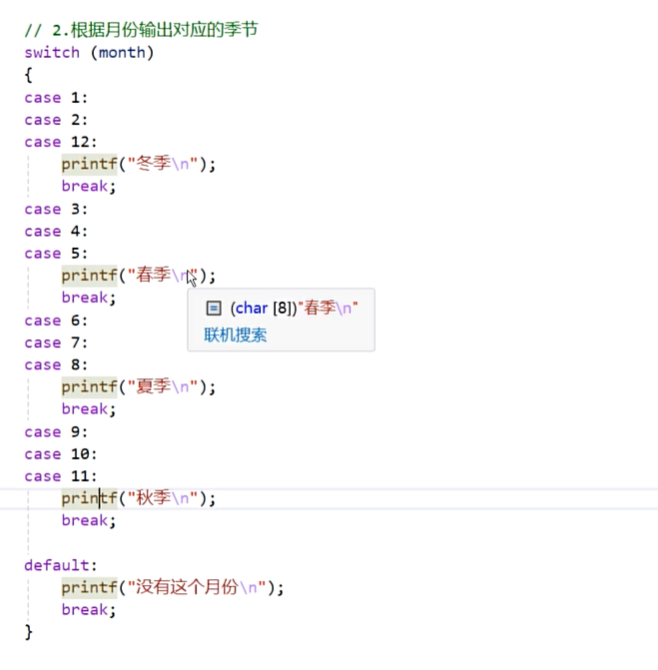 // 2.根据月份输出对应的季节
switch (month)
{
case 1:
case 2:
case 12:
printf("冬季\n");
break;
case 3:
case 4:
case 5:
printf("春季\n");
break;
(char [8])"春季\n"
联机搜索
case 6:
case 7:
case 8:
printf("夏季\n");
break;
case 9:
case 10:
case 11:
printf("秋季\n");
break;
default:
printf("没有这个月份\n");
break;
}